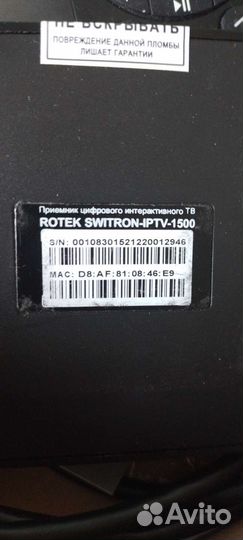 НЕ ВСКРЫВАТЬ
ПОВРЕЖДЕНИЕ ДАННОЙ ПЛОМБЫ
ЛИШАЕТ ГАРАНТИИ
Приемник цифрового интерактивного ТВ
ROTEK SWITRON-IPTV-1500
S/N: 00108301521220012946
MAC: D8:AF:81:08:46:E9
Avito